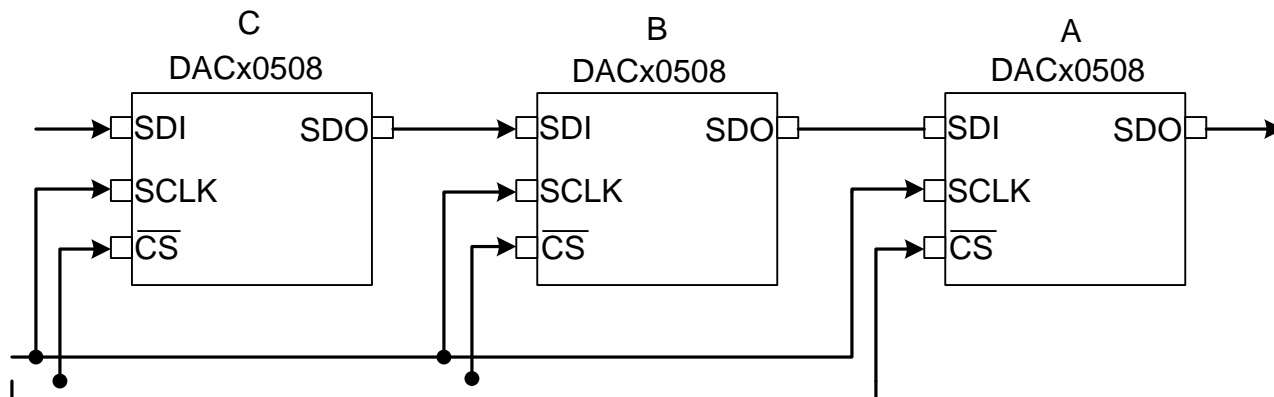 C
DACx0508
SDI
SDO
SCLK
CS
B
DACx0508
SDI
SDO
SCLK
CS
A
DACx0508
SDI
SDO
SCLK
CS